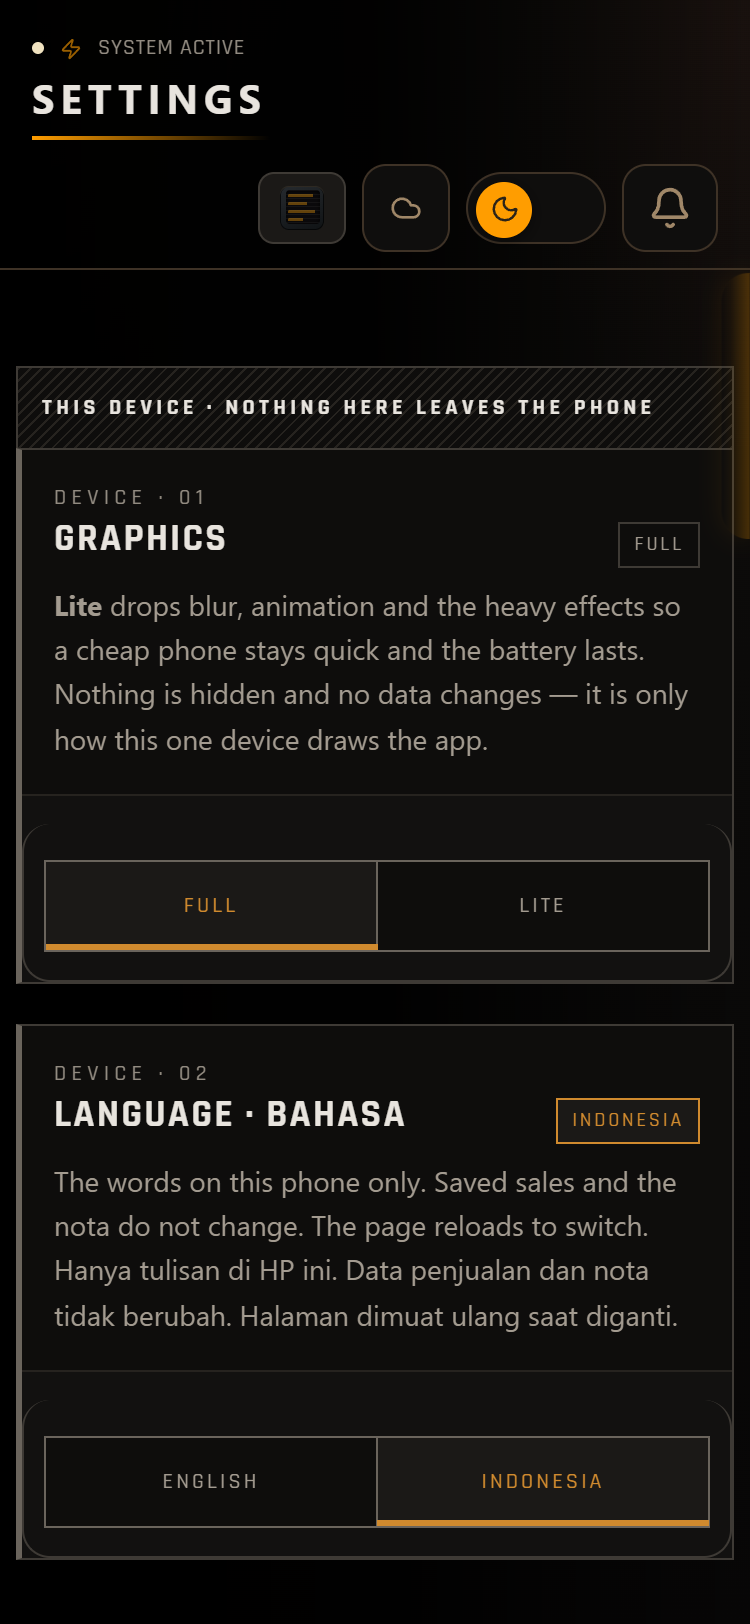 SYSTEM ACTIVE
SETTINGS
THIS DEVICE · NOTHING HERE LEAVES THE PHONE
DEVICE · 01
GRAPHICS
FULL
Lite drops blur, animation and the heavy effects so
a cheap phone stays quick and the battery lasts.
Nothing is hidden and no data changes — it is only
how this one device draws the app.
FULL
LITE
DEVICE · 02
LANGUAGE · BAHASA
INDONESIA
The words on this phone only. Saved sales and the
nota do not change. The page reloads to switch.
Hanya tulisan di HP ini. Data penjualan dan nota
tidak berubah. Halaman dimuat ulang saat diganti.
ENGLISH
INDONESIA